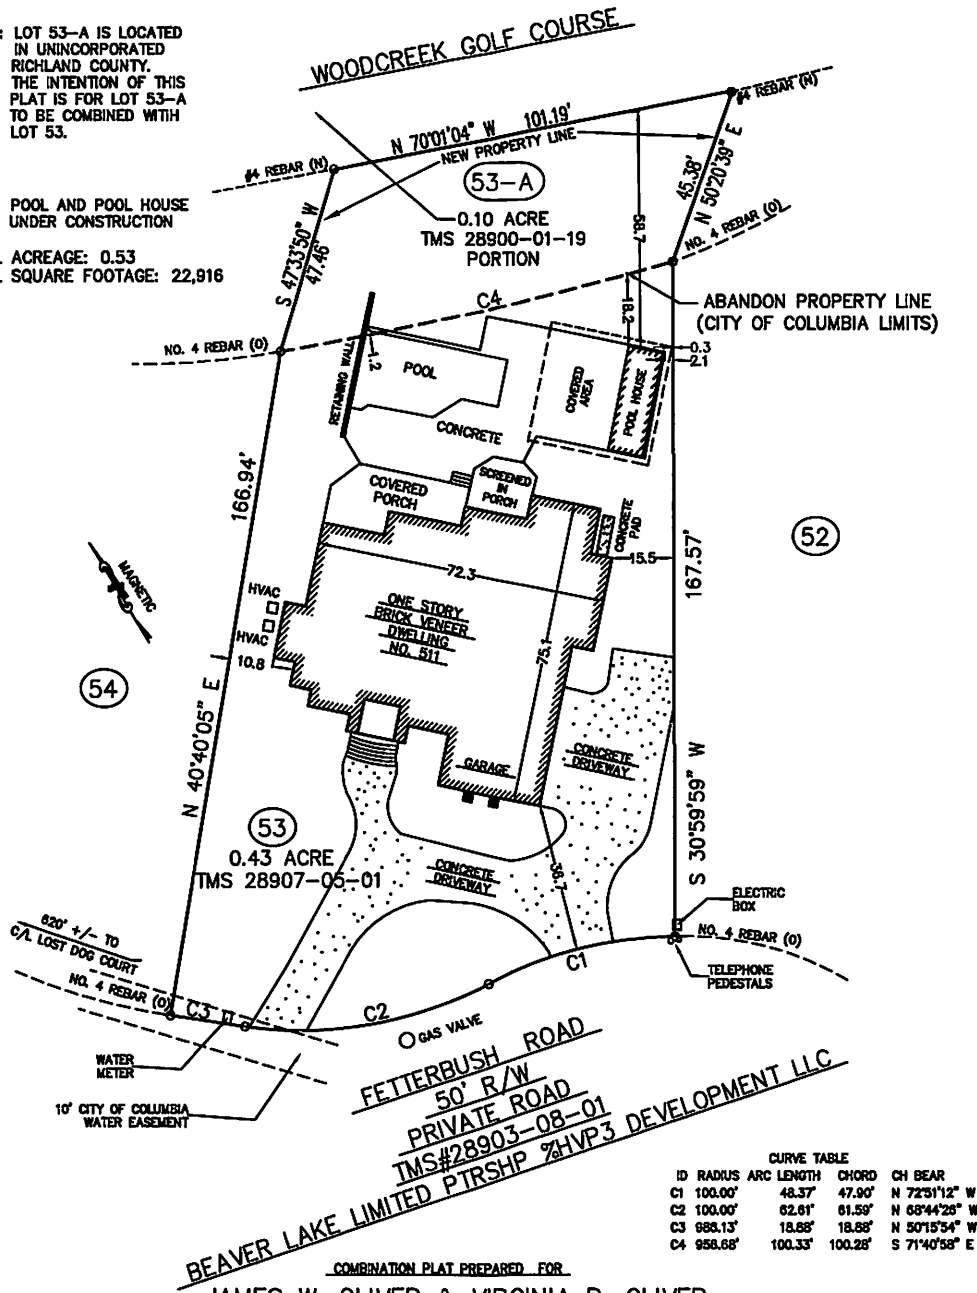 : LOT 53-A IS LOCATED
IN UNINCORPORATED
RICHLAND COUNTY.
THE INTENTION OF THIS
PLAT IS FOR LOT 53-A
TO BE COMBINED WITH
LOT 53.
POOL AND POOL HOUSE
UNDER CONSTRUCTION
ACREAGE: 0.53
SQUARE FOOTAGE: 22,916
WOODCREEK GOLF COURSE
#4 REBAR (N)
N 70°01'04" W 101.19'
NEW PROPERTY LINE
#4 REBAR (N)
53-A
0.10 ACRE
TMS 28900-01-19
PORTION
45.38'
N 50°20'39" E
S 47°33'50" W
47.46'
58.7
NO. 4 REBAR (O)
C4
18.2
ABANDON PROPERTY LINE
(CITY OF COLUMBIA LIMITS)
NO. 4 REBAR (O)
0.3
2.1
1.2
POOL
RETAINING WALL
COVERED
AREA
POOL HOUSE
CONCRETE
SCREENED
IN
PORCH
COVERED
PORCH
CONCRETE
PAD
166.94'
52
15.5
167.57'
MAGNETIC
HVAC
HVAC
72.3
ONE STORY
BRICK VENEER
DWELLING
NO. 511
75.1
10.8
54
N 40°40'05" E
CONCRETE
DRIVEWAY
GARAGE
S 30°59'59" W
53
0.43 ACRE
TMS 28907-05-01
CONCRETE
DRIVEWAY
38.7
ELECTRIC
BOX
620' +/- TO
C/L LOST DOG COURT
NO. 4 REBAR (O)
NO. 4 REBAR (O)
C1
TELEPHONE
PEDESTALS
C3
C2
GAS VALVE
WATER
METER
10' CITY OF COLUMBIA
WATER EASEMENT
FETTERBUSH ROAD
50' R/W
PRIVATE ROAD
TMS#28903-08-01
BEAVER LAKE LIMITED PTRSHP %HVP3 DEVELOPMENT LLC
CURVE TABLE
ID RADIUS ARC LENGTH CHORD CH BEAR
C1 100.00' 48.37' 47.90' N 72°51'12" W
C2 100.00' 62.61' 61.59' N 68°44'26" W
C3 986.13' 18.88' 18.88' N 50°15'54" W
C4 958.68' 100.33' 100.28' S 71°40'58" E
COMBINATION PLAT PREPARED FOR
JAMES W. OLIVER & VIRGINIA P. OLIVER